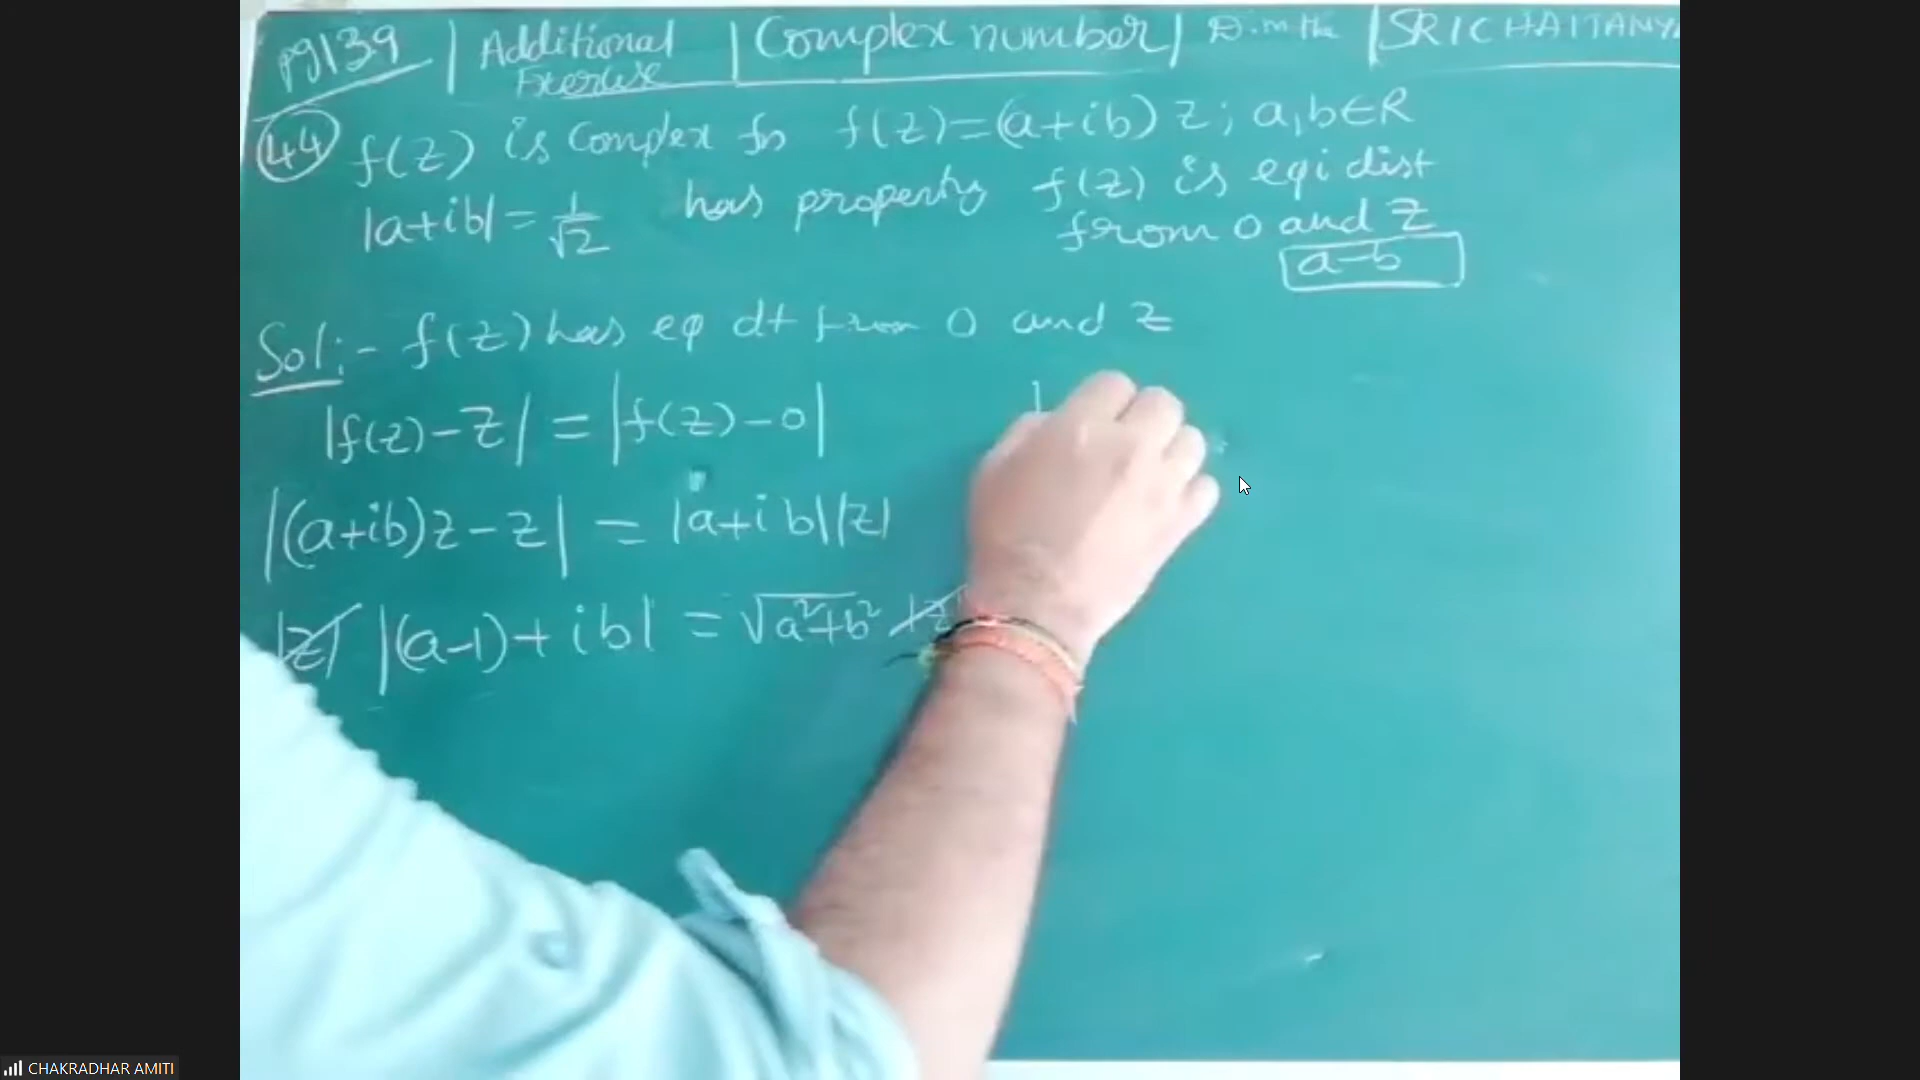 pg139 | Additional Exercise | Complex number | D.m the | SRICHAITANYA
44 f(z) is Complex fn f(z)=(a+ib) z; a,b∈R
|a+ib| = 1/√2 has property f(z) is eqi dist
from 0 and z
a-b
Sol:- f(z) has eq dt from 0 and z
|f(z)-z| = |f(z)-0|
|(a+ib)z-z| = |a+ib||z|
|z| |(a-1)+ib| = √a²+b² |z|
CHAKRADHAR AMITI